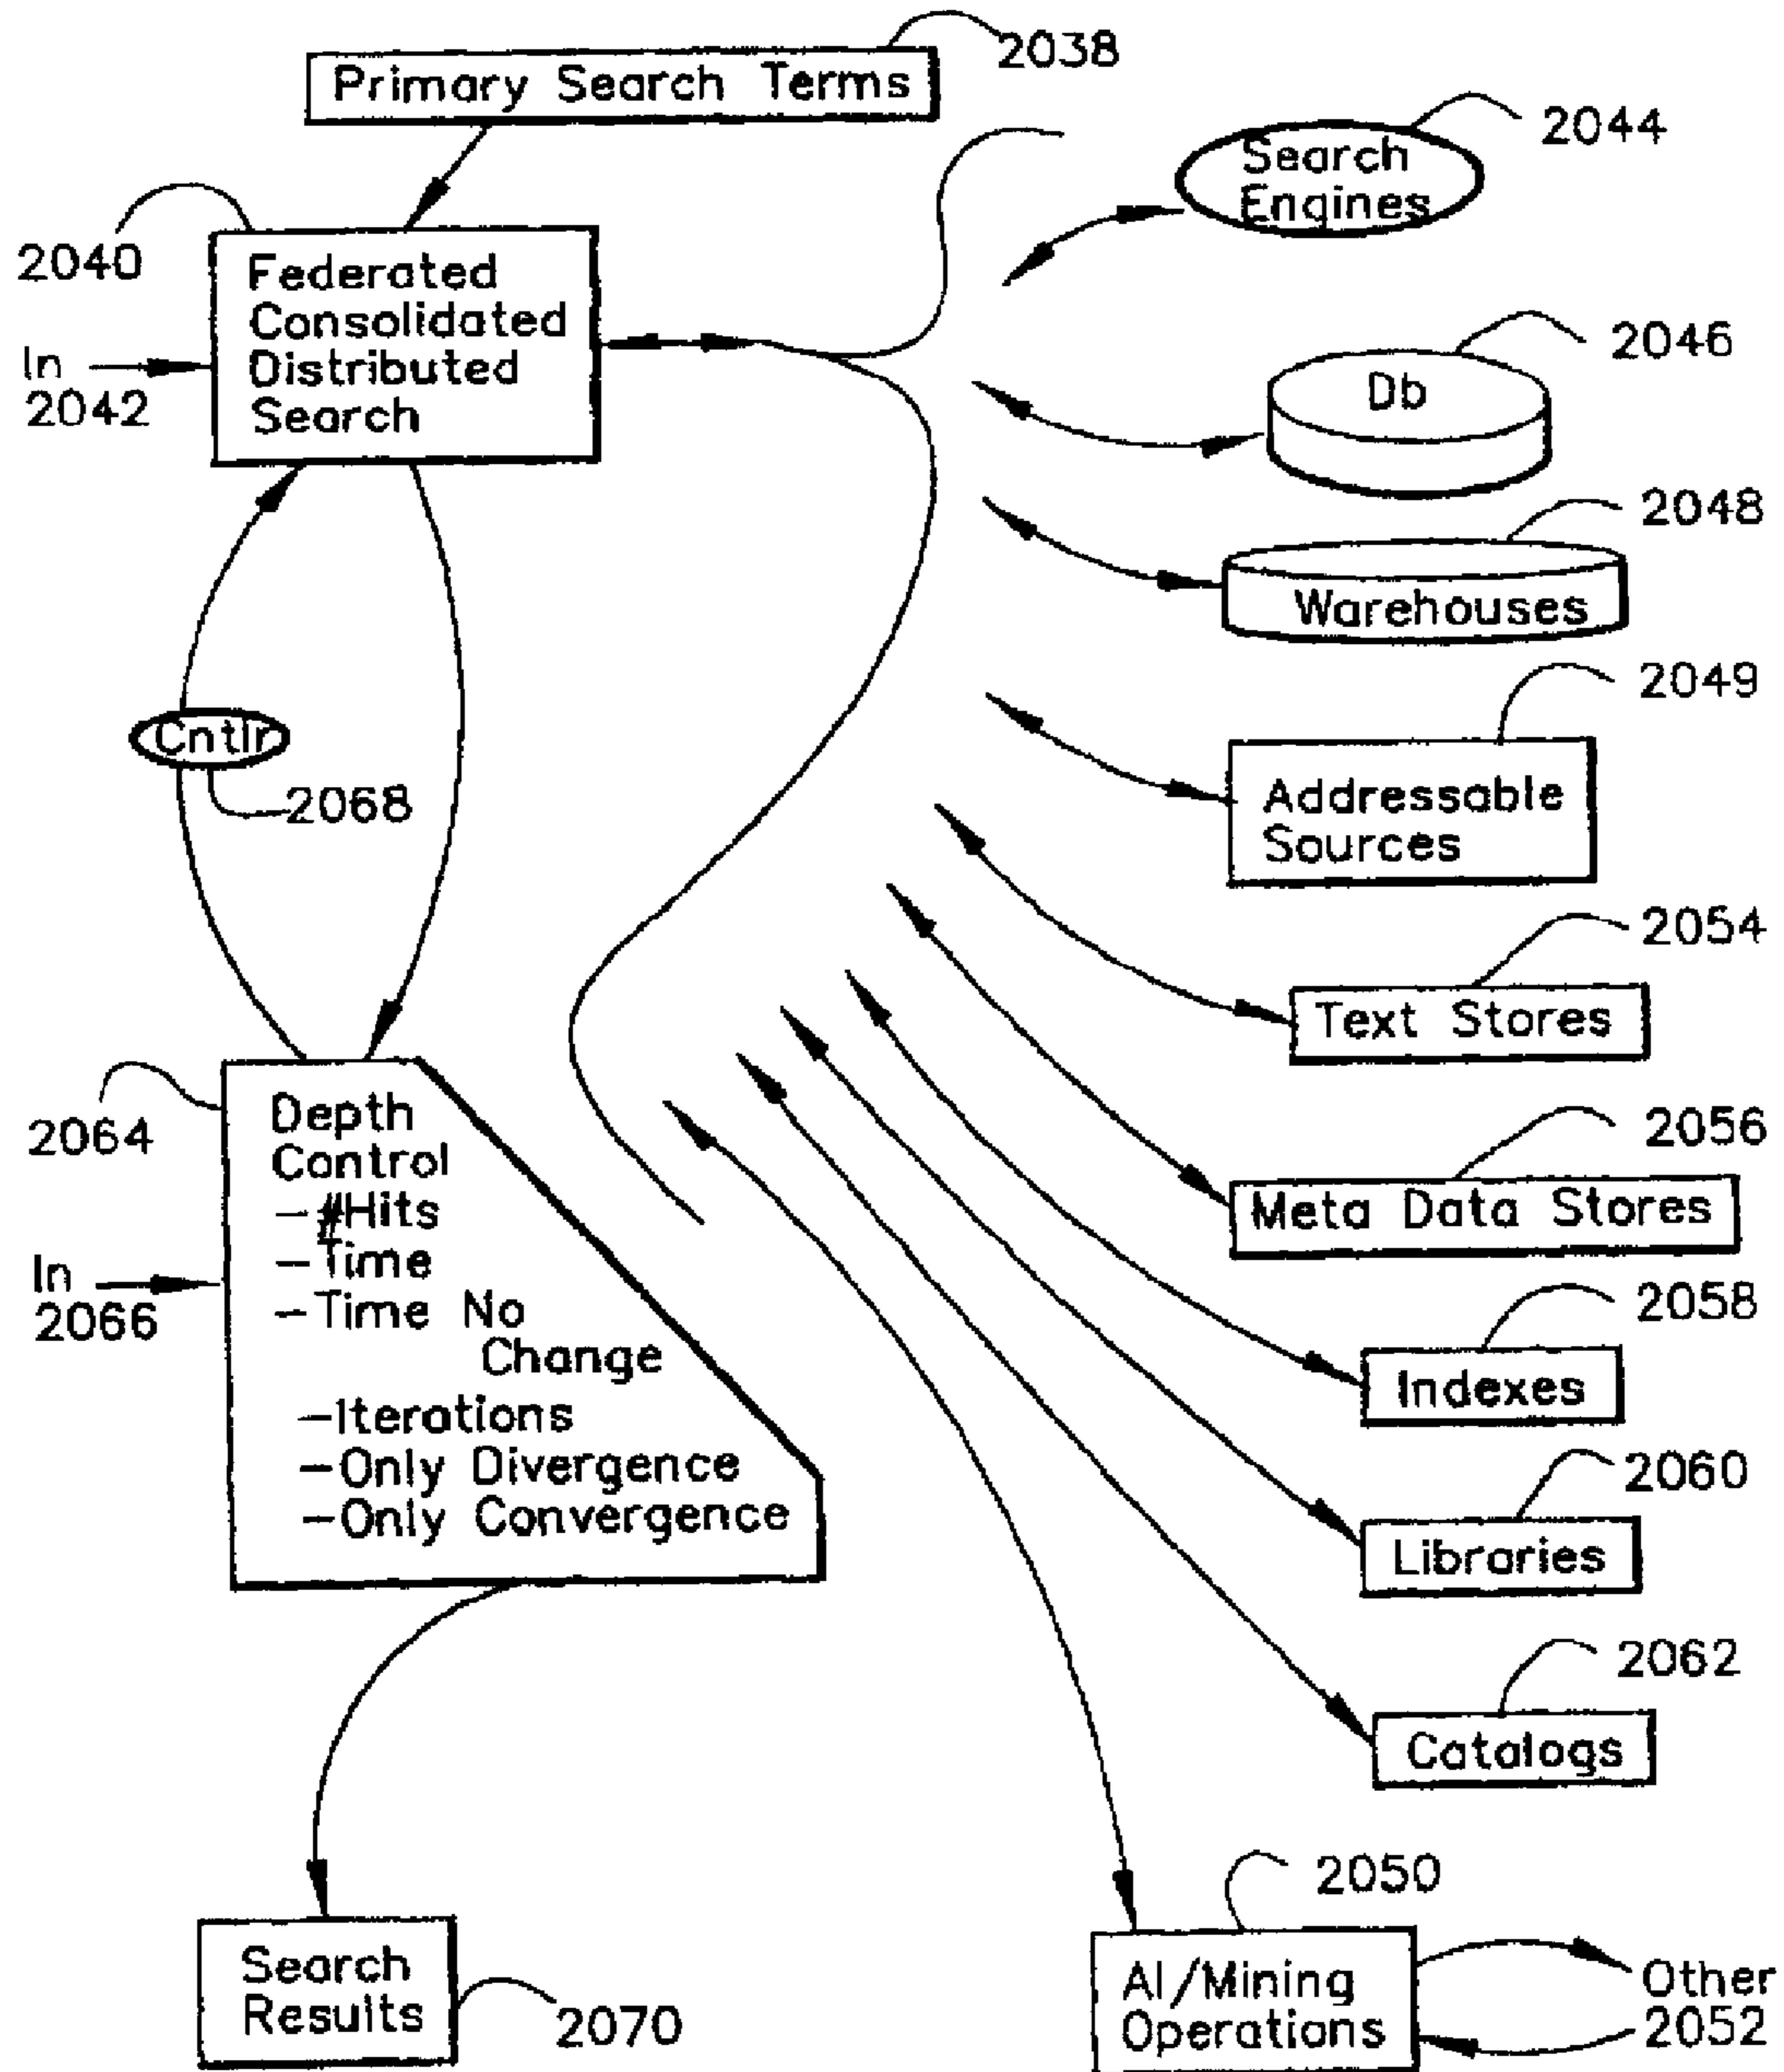 Primary Search Terms
2038
2040
Federated
Consolidated
Distributed
Search
In
2042
Search
Engines
2044
Db
2046
Warehouses
2048
Addressable
Sources
2049
Text Stores
2054
Meta Data Stores
2056
Indexes
2058
Libraries
2060
Catalogs
2062
Cntlr
2068
2064
Depth
Control
-#Hits
-Time
-Time No
Change
-Iterations
-Only Divergence
-Only Convergence
In
2066
Search
Results
2070
AI/Mining
Operations
2050
Other
2052